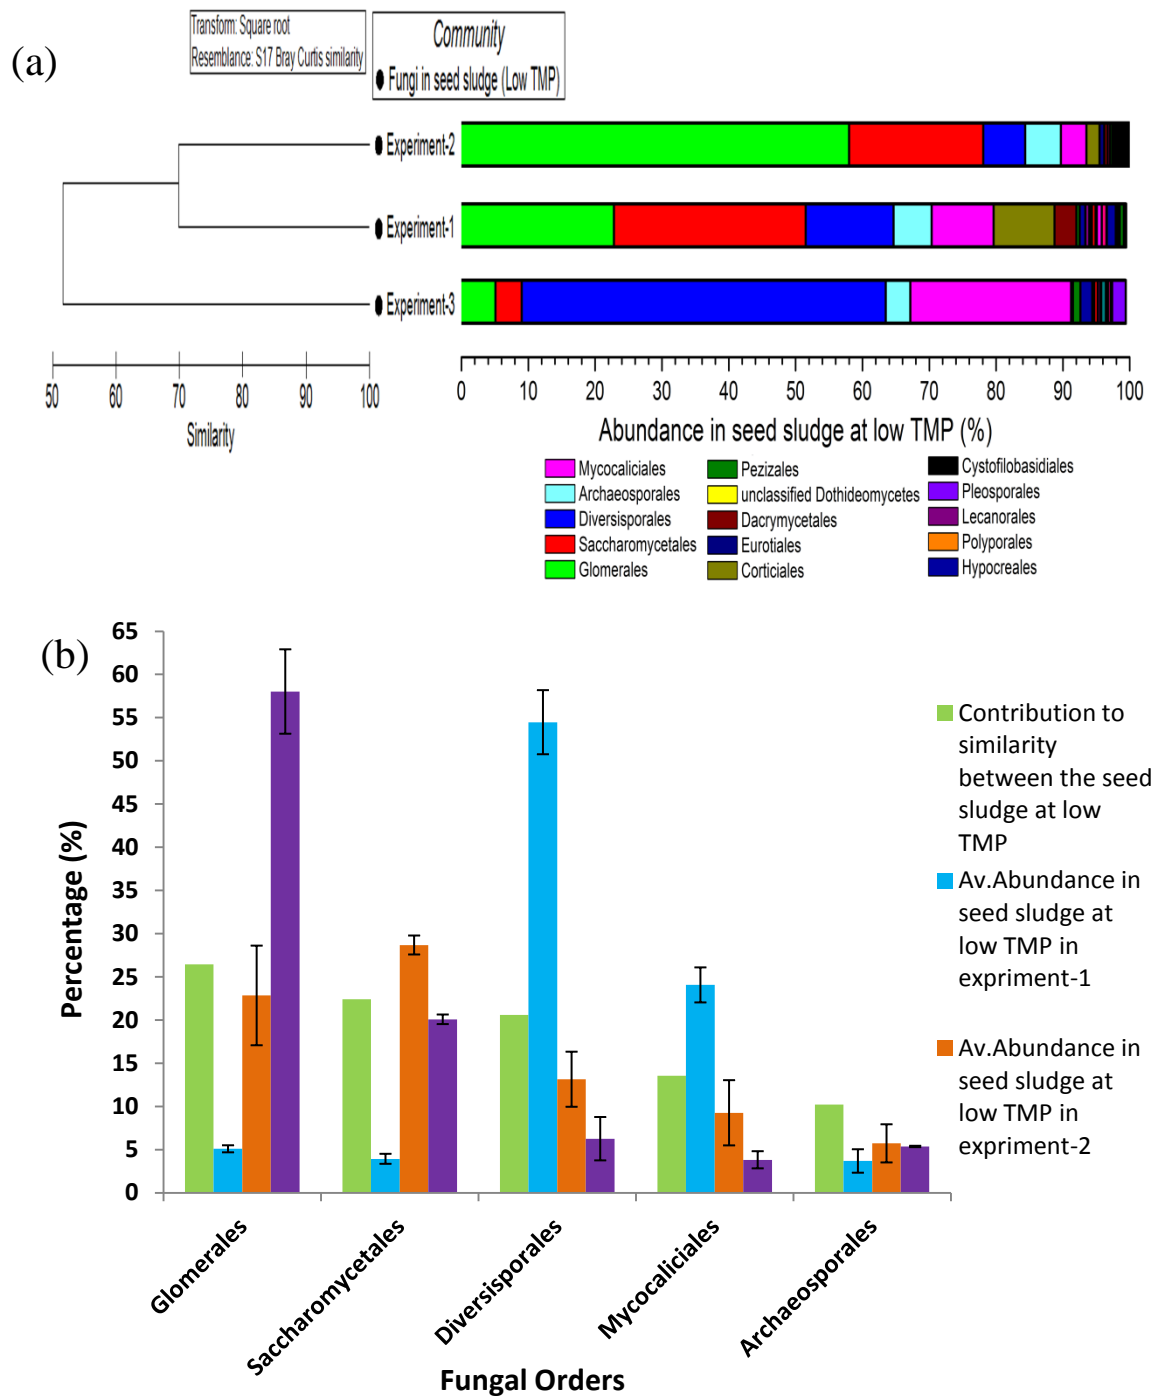 (a)
Transform: Square root
Resemblance: S17 Bray Curtis similarity
Community
Fungi in seed sludge (Low TMP)
Experiment-2
Experiment-1
Experiment-3
50 60 70 80 90 100
Similarity
0 10 20 30 40 50 60 70 80 90 100
Abundance in seed sludge at low TMP (%)
Mycocaliciales
Archaeosporales
Diversisporales
Saccharomycetales
Glomerales
Pezizales
unclassified Dothideomycetes
Dacrymycetales
Eurotiales
Corticiales
Cystofilobasidiales
Pleosporales
Lecanorales
Polyporales
Hypocreales
(b)
65
60
55
50
45
40
35
30
25
20
15
10
5
0
Percentage (%)
Glomerales
Saccharomycetales
Diversisporales
Mycocaliciales
Archaeosporales
Fungal Orders
Contribution to
similarity
between the seed
sludge at low
TMP
Av.Abundance in
seed sludge at
low TMP in
expriment-1
Av.Abundance in
seed sludge at
low TMP in
expriment-2